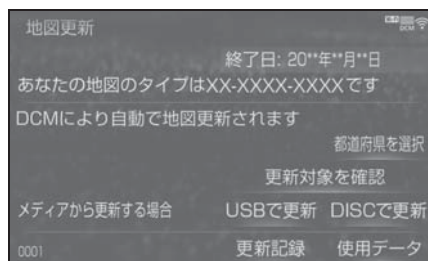 地図更新
DCM
終了日: 20**年**月**日
あなたの地図のタイプはXX-XXXX-XXXXです
DCMにより自動で地図更新されます
都道府県を選択
更新対象を確認
メディアから更新する場合 USBで更新 DISCで更新
0001 更新記録 使用データ